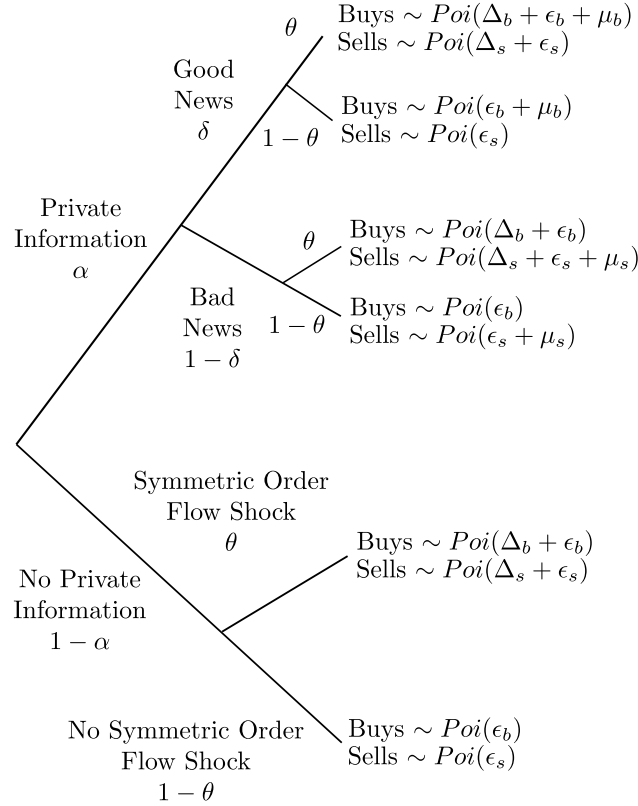 θ
Buys ∼ Poi(Δ_b + ϵ_b + μ_b)
Sells ∼ Poi(Δ_s + ϵ_s)
Good
News
δ
Buys ∼ Poi(ϵ_b + μ_b)
Sells ∼ Poi(ϵ_s)
1 − θ
Private
Information
α
θ
Buys ∼ Poi(Δ_b + ϵ_b)
Sells ∼ Poi(Δ_s + ϵ_s + μ_s)
Bad
News
1 − δ
1 − θ
Buys ∼ Poi(ϵ_b)
Sells ∼ Poi(ϵ_s + μ_s)
Symmetric Order
Flow Shock
θ
Buys ∼ Poi(Δ_b + ϵ_b)
Sells ∼ Poi(Δ_s + ϵ_s)
No Private
Information
1 − α
No Symmetric Order
Flow Shock
1 − θ
Buys ∼ Poi(ϵ_b)
Sells ∼ Poi(ϵ_s)